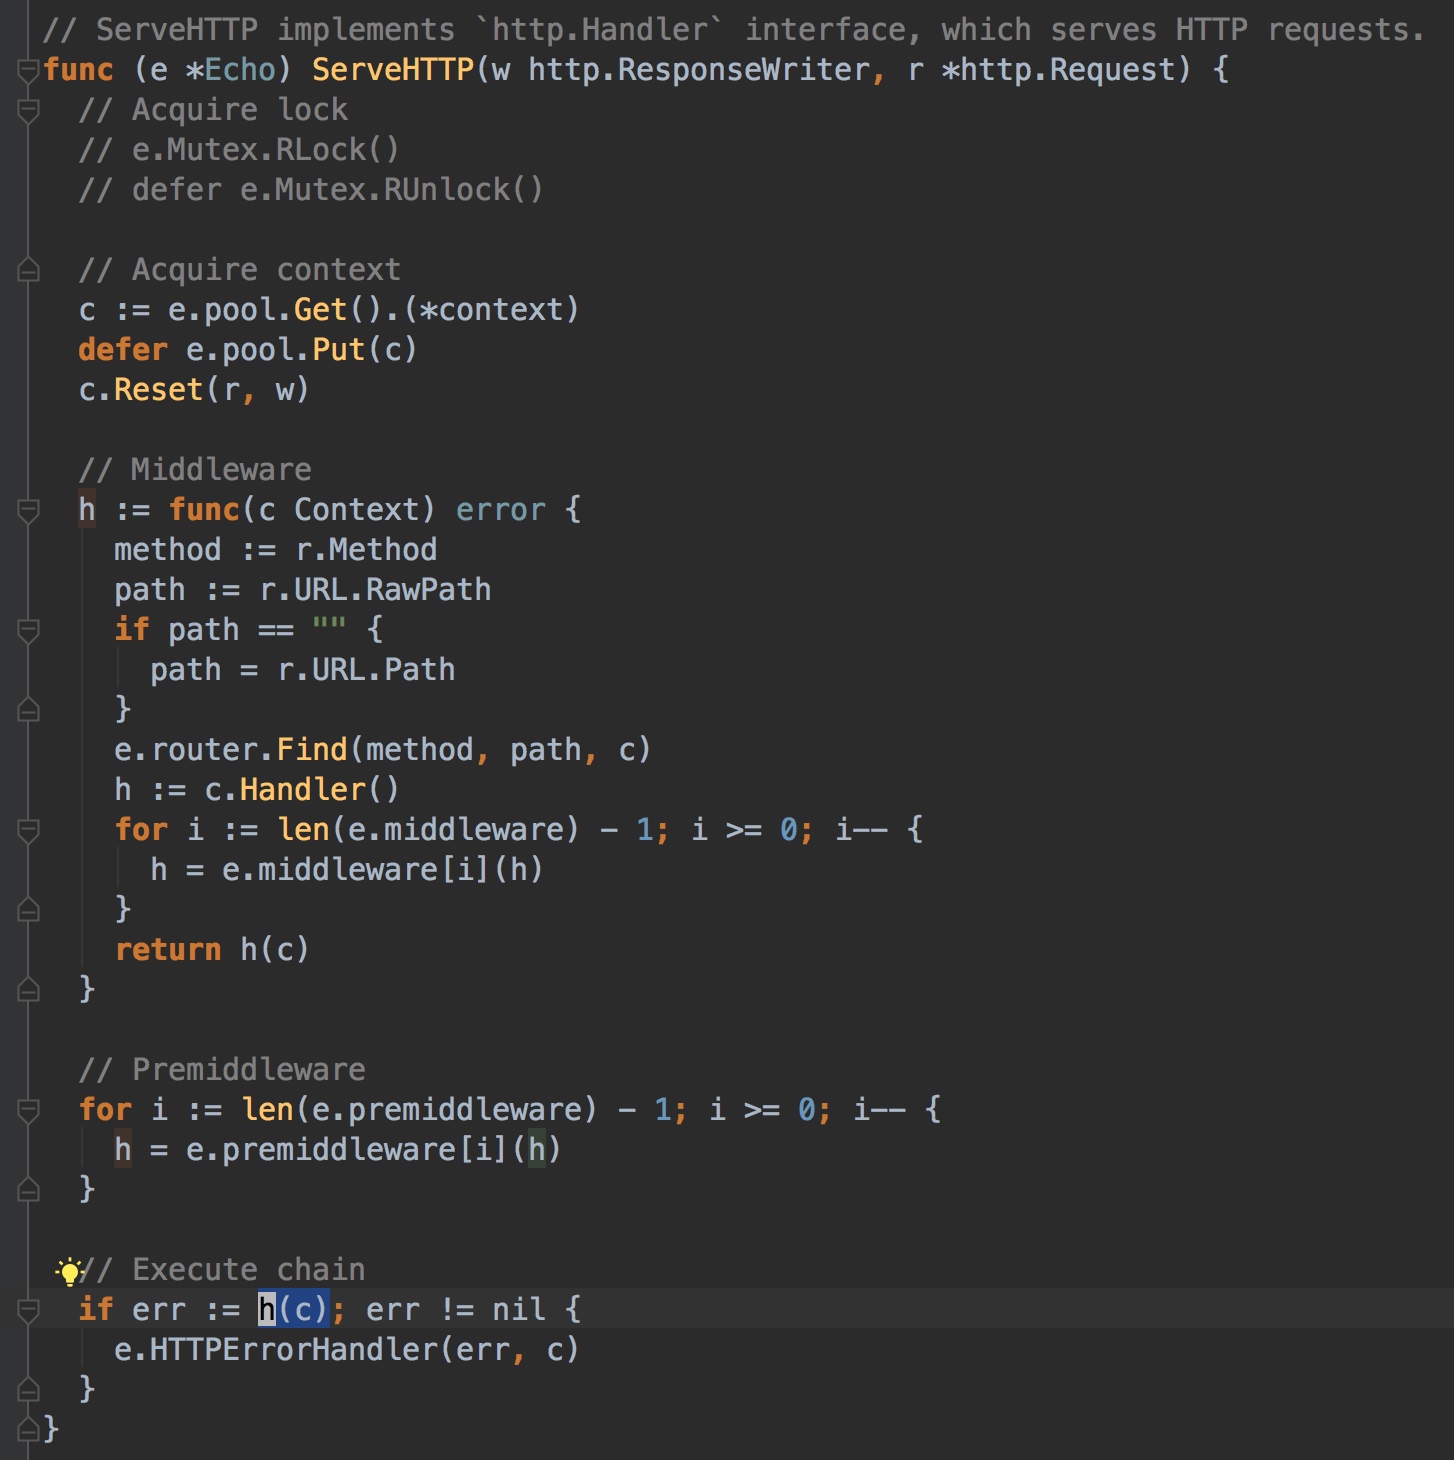 // ServeHTTP implements `http.Handler` interface, which serves HTTP requests.
func (e *Echo) ServeHTTP(w http.ResponseWriter, r *http.Request) {
// Acquire lock
// e.Mutex.RLock()
// defer e.Mutex.RUnlock()
// Acquire context
c := e.pool.Get().(*context)
defer e.pool.Put(c)
c.Reset(r, w)
// Middleware
h := func(c Context) error {
method := r.Method
path := r.URL.RawPath
if path == "" {
path = r.URL.Path
}
e.router.Find(method, path, c)
h := c.Handler()
for i := len(e.middleware) - 1; i >= 0; i-- {
h = e.middleware[i](h)
}
return h(c)
}
// Premiddleware
for i := len(e.premiddleware) - 1; i >= 0; i-- {
h = e.premiddleware[i](h)
}
// Execute chain
if err := h(c); err != nil {
e.HTTPErrorHandler(err, c)
}
}